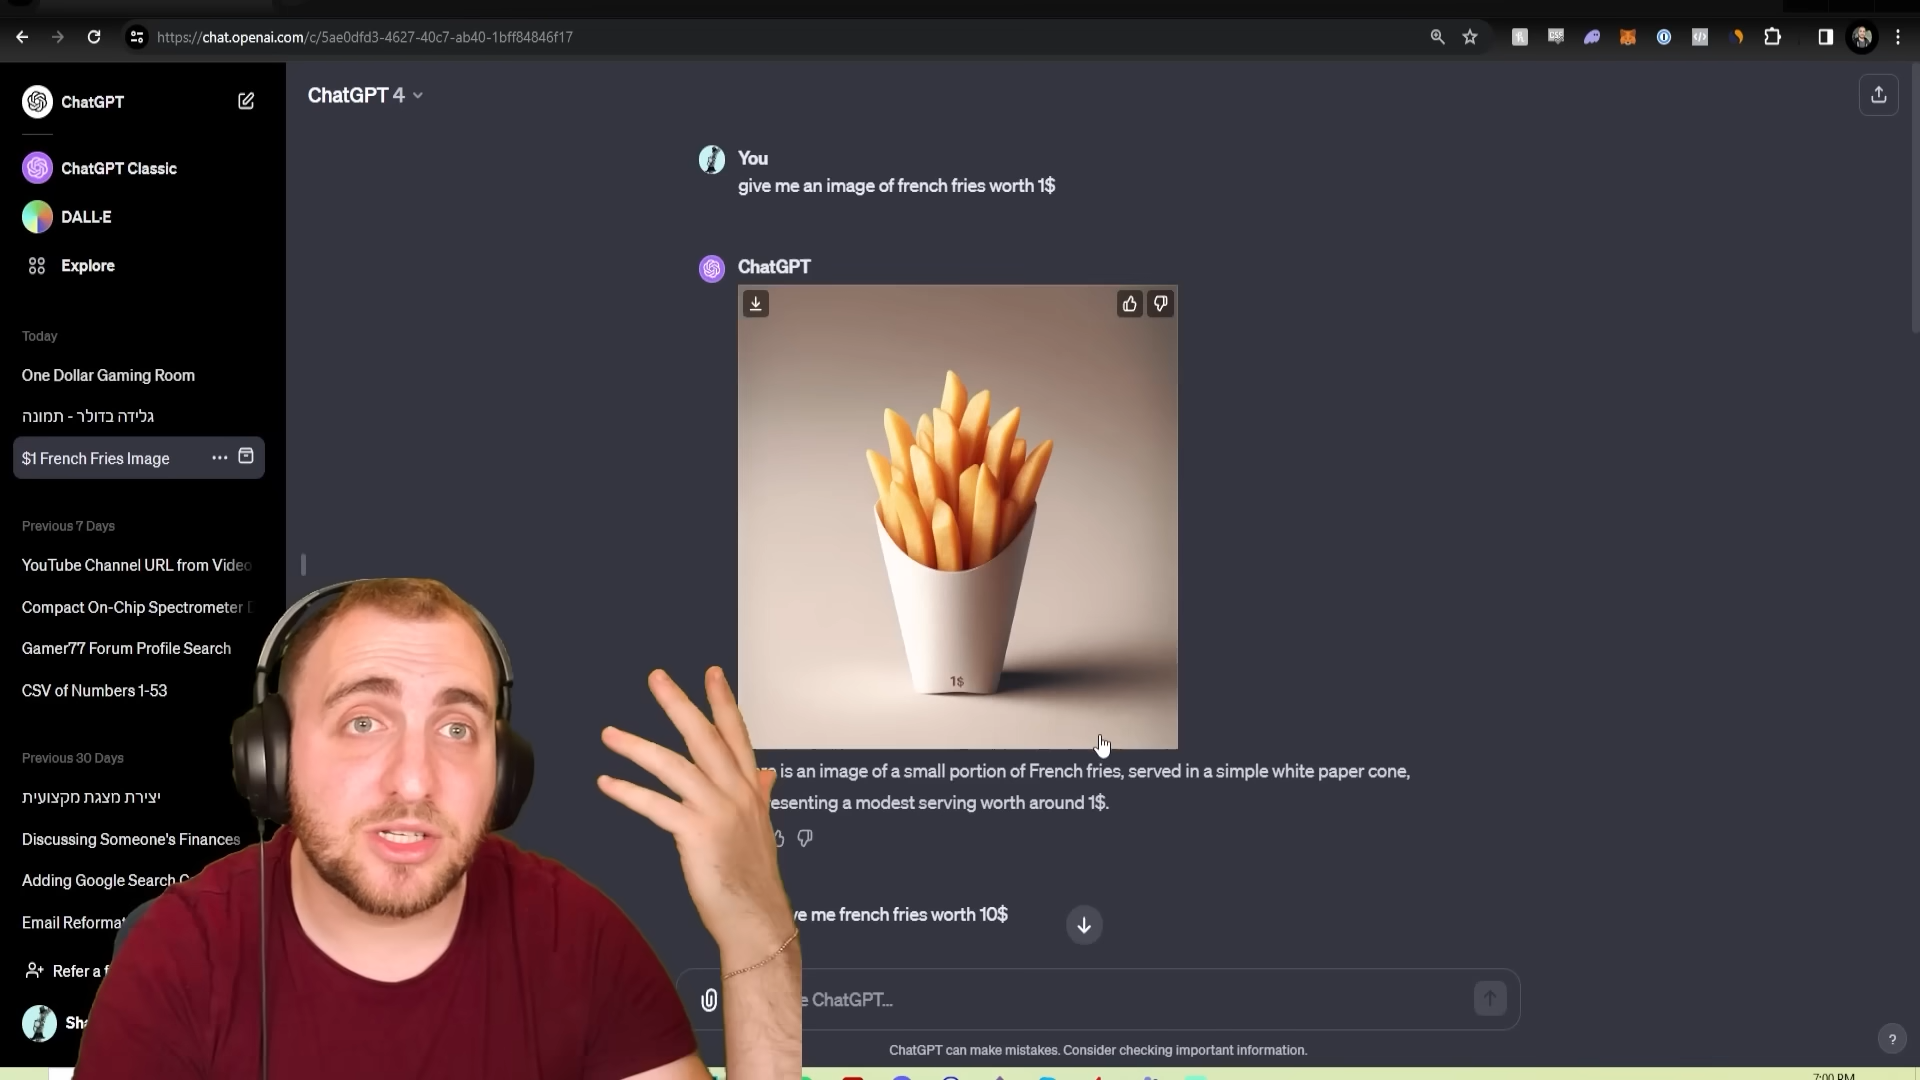 https://chat.openai.com/c/5ae0dfd3-4627-40c7-ab40-1bff84846f17
ChatGPT
ChatGPT Classic
DALL·E
Explore
Today
One Dollar Gaming Room
גלידה בדולר - תמונה
$1 French Fries Image
Previous 7 Days
YouTube Channel URL from Video
Compact On-Chip Spectrometer
Gamer77 Forum Profile Search
CSV of Numbers 1-53
Previous 30 Days
יצירת מצגת מקצועית
Discussing Someone's Finances
Adding Google Search
Email
Refer a
ChatGPT 4
You
give me an image of french fries worth 1$
ChatGPT
1$
is an image of a small portion of French fries, served in a simple white paper cone,
a modest serving worth around 1$.
me french fries worth 10$
ChatGPT...
ChatGPT can make mistakes. Consider checking important information.
?
7:00 PM